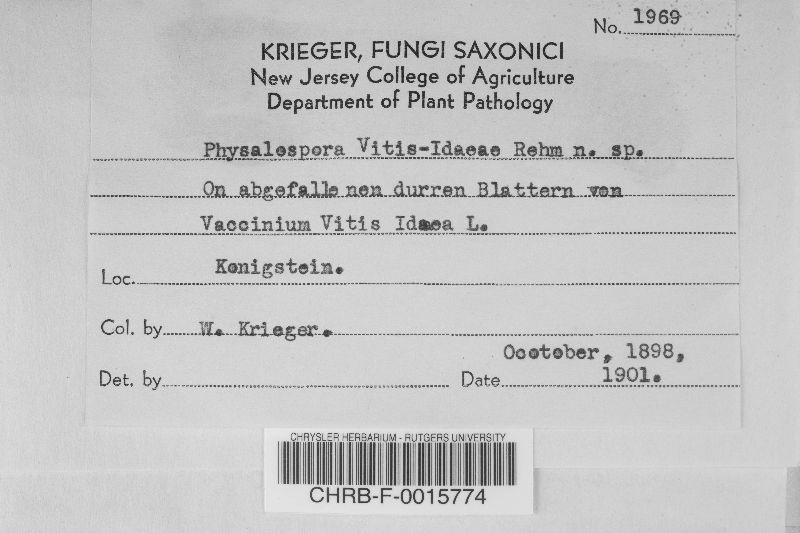 No. 1969
KRIEGER, FUNGI SAXONICI
New Jersey College of Agriculture
Department of Plant Pathology
Physalospora Vitis-Idaeae Rehm n. sp.
On abgefalle nen durren Blattern von
Vaccinium Vitis Idaea L.
Loc. Konigstein.
Col. by W. Krieger.
Ocotober, 1898,
Det. by Date 1901.
CHRYSLER HERBARIUM - RUTGERS UNIVERSITY
CHRB-F-0015774